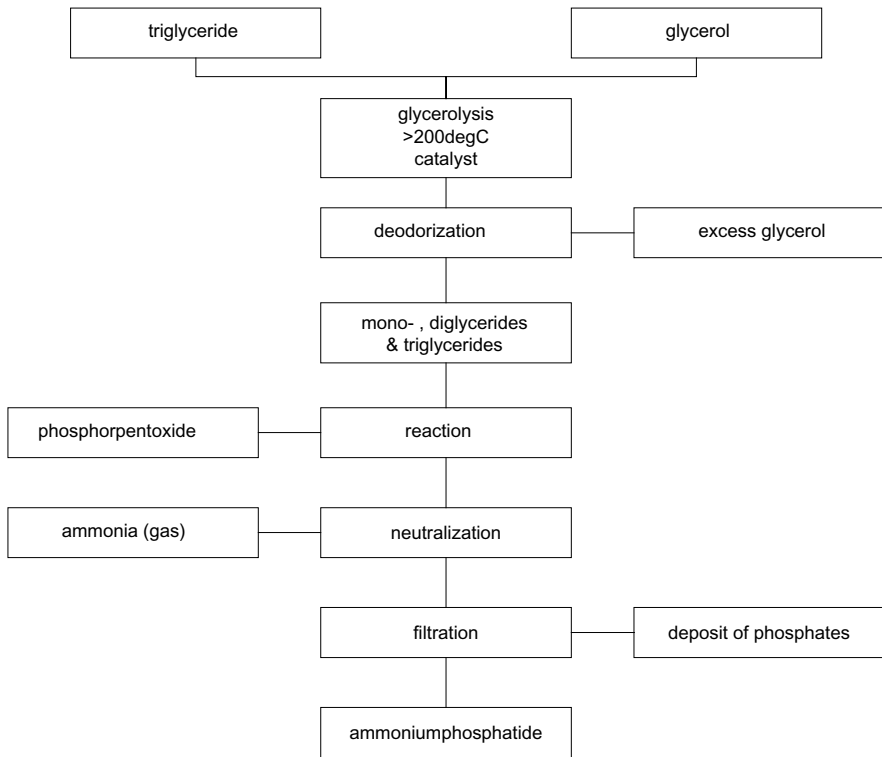 triglyceride
glycerol
glycerolysis
>200degC
catalyst
deodorization
excess glycerol
mono- , diglycerides
& triglycerides
phosphorpentoxide
reaction
ammonia (gas)
neutralization
filtration
deposit of phosphates
ammoniumphosphatide